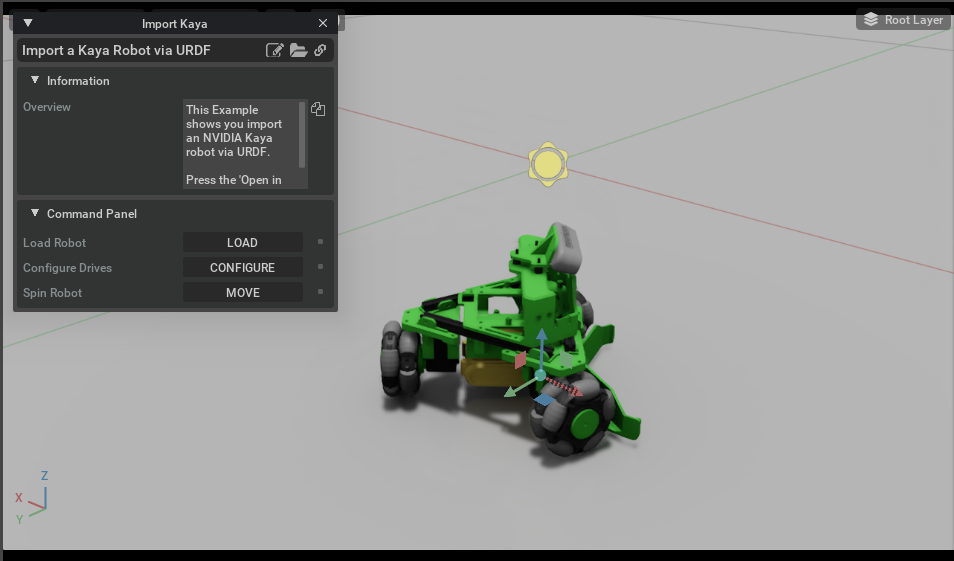 Import Kaya
Root Layer
Import a Kaya Robot via URDF
Information
Overview
This Example
shows you import
an NVIDIA Kaya
robot via URDF.
Press the 'Open in
Command Panel
Load Robot
LOAD
Configure Drives
CONFIGURE
Spin Robot
MOVE
Z
X
Y